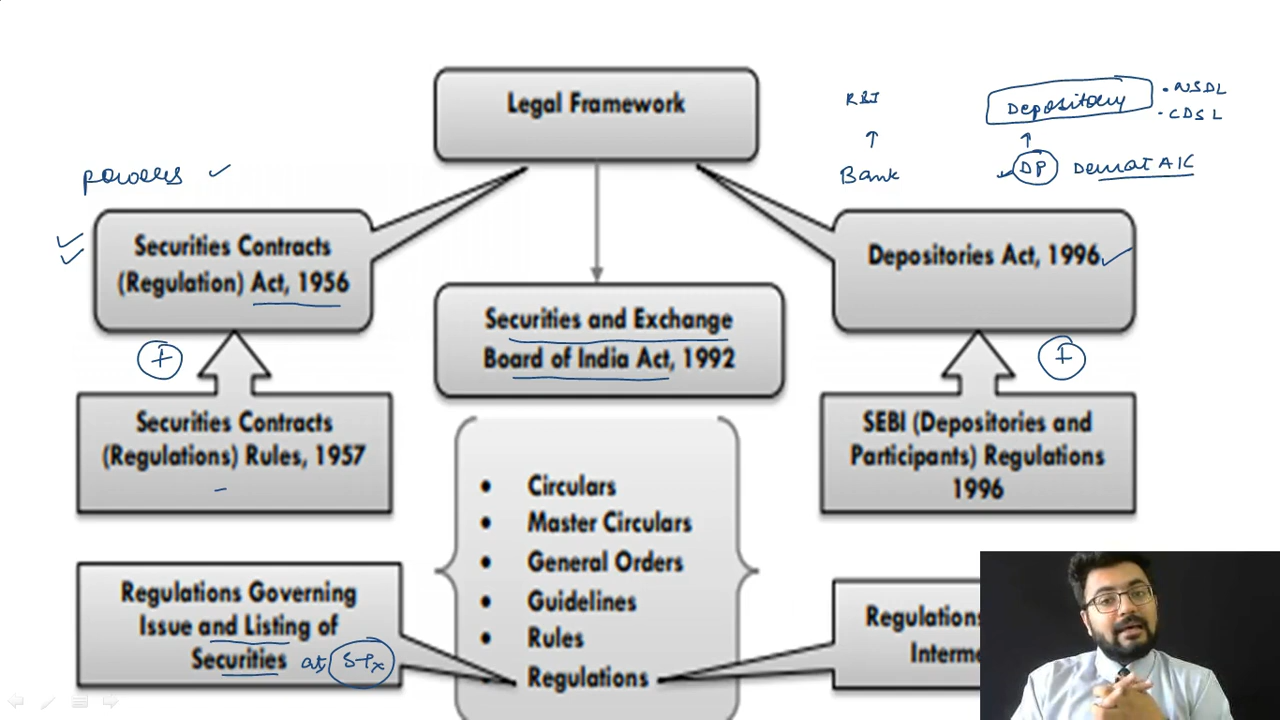 Legal Framework
RBI
Bank
Depository
• NSDL
• CDSL
DP Demat A/C
powers
Securities Contracts
(Regulation) Act, 1956
Securities and Exchange
Board of India Act, 1992
Depositories Act, 1996
+
+
Securities Contracts
(Regulations) Rules, 1957
SEBI (Depositories and
Participants) Regulations
1996
• Circulars
• Master Circulars
• General Orders
• Guidelines
• Rules
• Regulations
Regulations Governing
Issue and Listing of
Securities at StX
Regulations